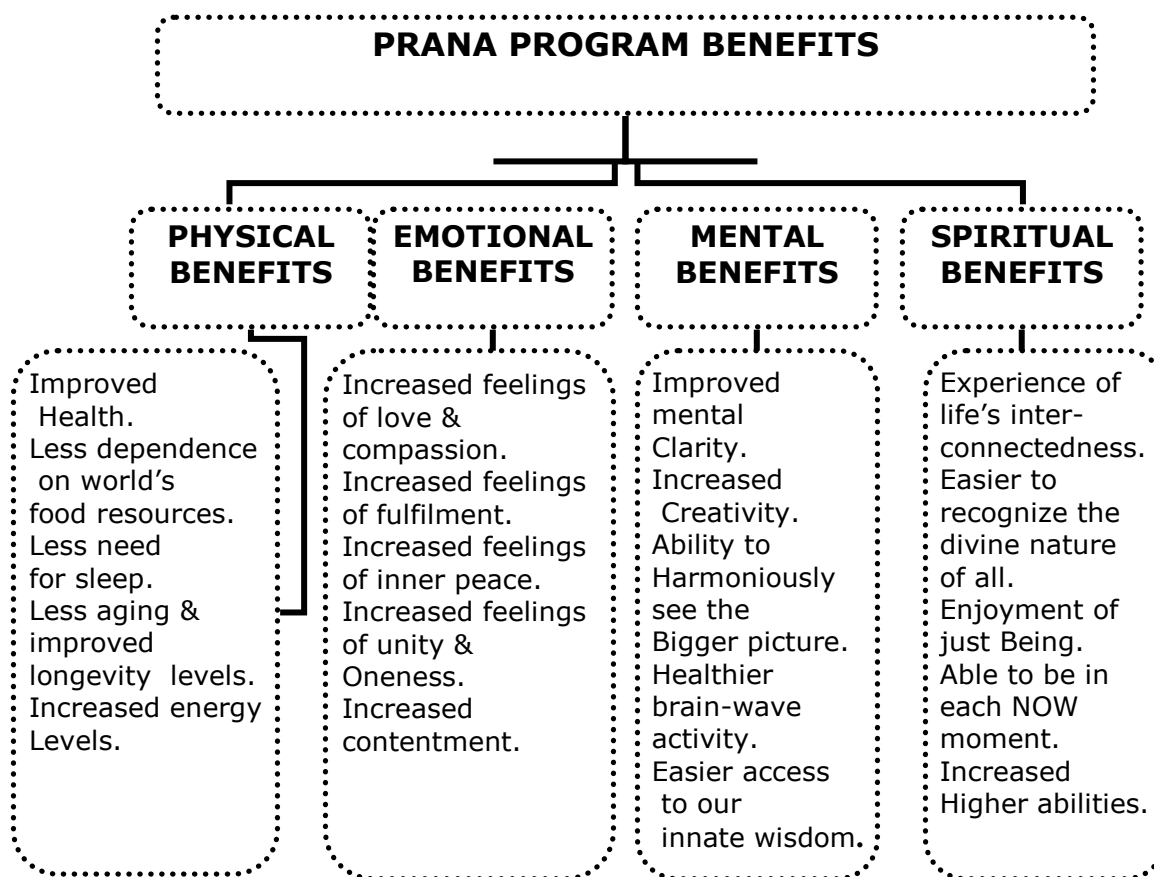 PRANA PROGRAM BENEFITS
PHYSICAL
BENEFITS
EMOTIONAL
BENEFITS
MENTAL
BENEFITS
SPIRITUAL
BENEFITS
Improved
Health.
Less dependence
on world's
food resources.
Less need
for sleep.
Less aging &
improved
longevity levels.
Increased energy
Levels.
Increased feelings
of love &
compassion.
Increased feelings
of fulfilment.
Increased feelings
of inner peace.
Increased feelings
of unity &
Oneness.
Increased
contentment.
Improved
mental
Clarity.
Increased
Creativity.
Ability to
Harmoniously
see the
Bigger picture.
Healthier
brain-wave
activity.
Easier access
to our
innate wisdom.
Experience of
life's inter-
connectedness.
Easier to
recognize the
divine nature
of all.
Enjoyment of
just Being.
Able to be in
each NOW
moment.
Increased
Higher abilities.